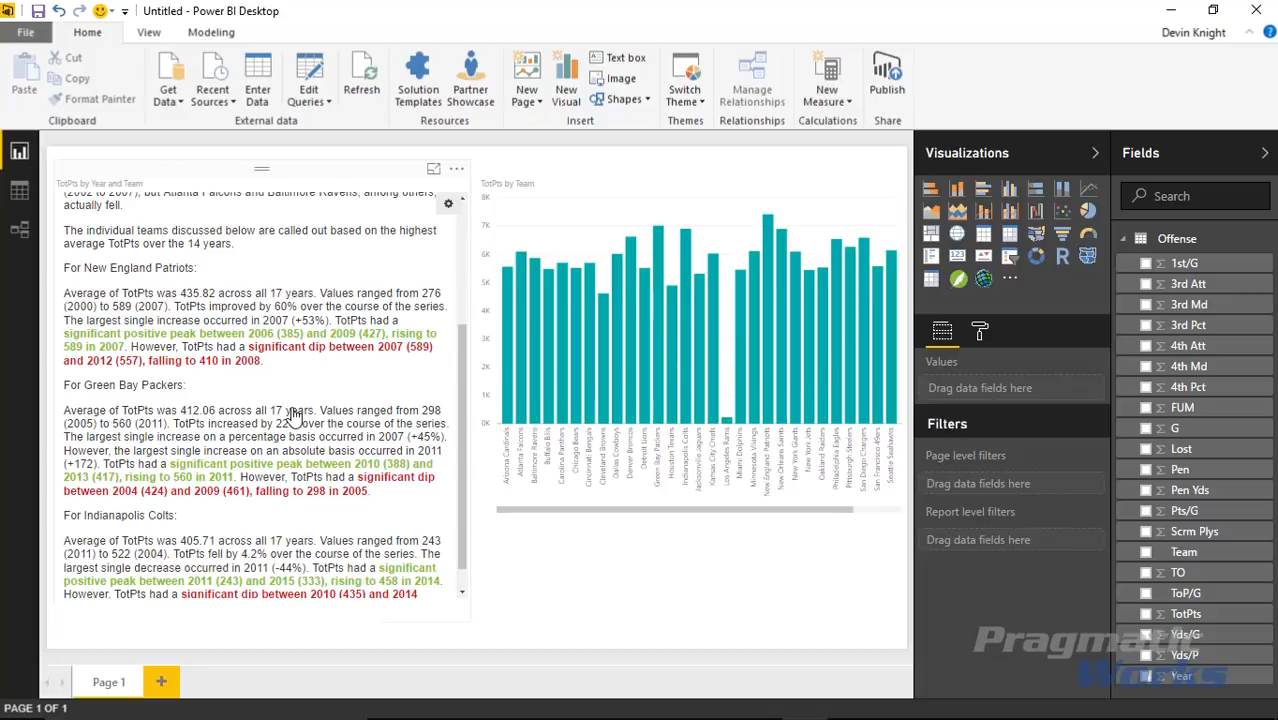 Untitled - Power BI Desktop
File
Home
View
Modeling
Devin Knight
Paste
Cut
Copy
Format Painter
Clipboard
Get Data
Recent Sources
Enter Data
Edit Queries
External data
Refresh
Solution Templates
Partner Showcase
Resources
New Page
New Visual
Text box
Image
Shapes
Insert
Switch Theme
Themes
Manage Relationships
Relationships
New Measure
Calculations
Publish
Share
TotPts by Year and Team
(2002 to 2007), but Atlanta Falcons and Baltimore Ravens, among others,
actually fell.
The individual teams discussed below are called out based on the highest
average TotPts over the 14 years.
For New England Patriots:
Average of TotPts was 435.82 across all 17 years. Values ranged from 276
(2000) to 589 (2007). TotPts improved by 60% over the course of the series.
The largest single increase occurred in 2007 (+53%). TotPts had a
significant positive peak between 2006 (385) and 2009 (427), rising to
589 in 2007. However, TotPts had a significant dip between 2007 (589)
and 2012 (557), falling to 410 in 2008.
For Green Bay Packers:
Average of TotPts was 412.06 across all 17 years. Values ranged from 298
(2005) to 560 (2011). TotPts increased by over the course of the series.
The largest single increase on a percentage basis occurred in 2007 (+45%).
However, the largest single increase on an absolute basis occurred in 2011
(+172). TotPts had a significant positive peak between 2010 (388) and
2013 (417), rising to 560 in 2011. However, TotPts had a significant dip
between 2004 (424) and 2009 (461), falling to 298 in 2005.
For Indianapolis Colts:
Average of TotPts was 405.71 across all 17 years. Values ranged from 243
(2011) to 522 (2004). TotPts fell by 4.2% over the course of the series. The
largest single decrease occurred in 2011 (-44%). TotPts had a significant
positive peak between 2011 (243) and 2015 (333), rising to 458 in 2014.
However, TotPts had a significant dip between 2010 (435) and 2014
TotPts by Team
8K
7K
6K
5K
4K
3K
2K
1K
0K
Arizona Cardinals
Atlanta Falcons
Baltimore Ravens
Buffalo Bills
Carolina Panthers
Chicago Bears
Cincinnati Bengals
Cleveland Browns
Dallas Cowboys
Denver Broncos
Detroit Lions
Green Bay Packers
Houston Texans
Indianapolis Colts
Jacksonville Jaguars
Kansas City Chiefs
Los Angeles Rams
Miami Dolphins
Minnesota Vikings
New England Patriots
New Orleans Saints
New York Giants
New York Jets
Oakland Raiders
Philadelphia Eagles
Pittsburgh Steelers
San Diego Chargers
San Francisco 49ers
Seattle Seahawks
Visualizations
R
Values
Drag data fields here
Filters
Page level filters
Drag data fields here
Report level filters
Drag data fields here
Fields
Search
Offense
1st/G
3rd Att
3rd Md
3rd Pct
4th Att
4th Md
4th Pct
FUM
G
Lost
Pen
Pen Yds
Pts/G
Scrm Plys
Team
TO
ToP/G
TotPts
Yds/G
Yds/P
Year
Pragmatic
Works
Page 1
PAGE 1 OF 1